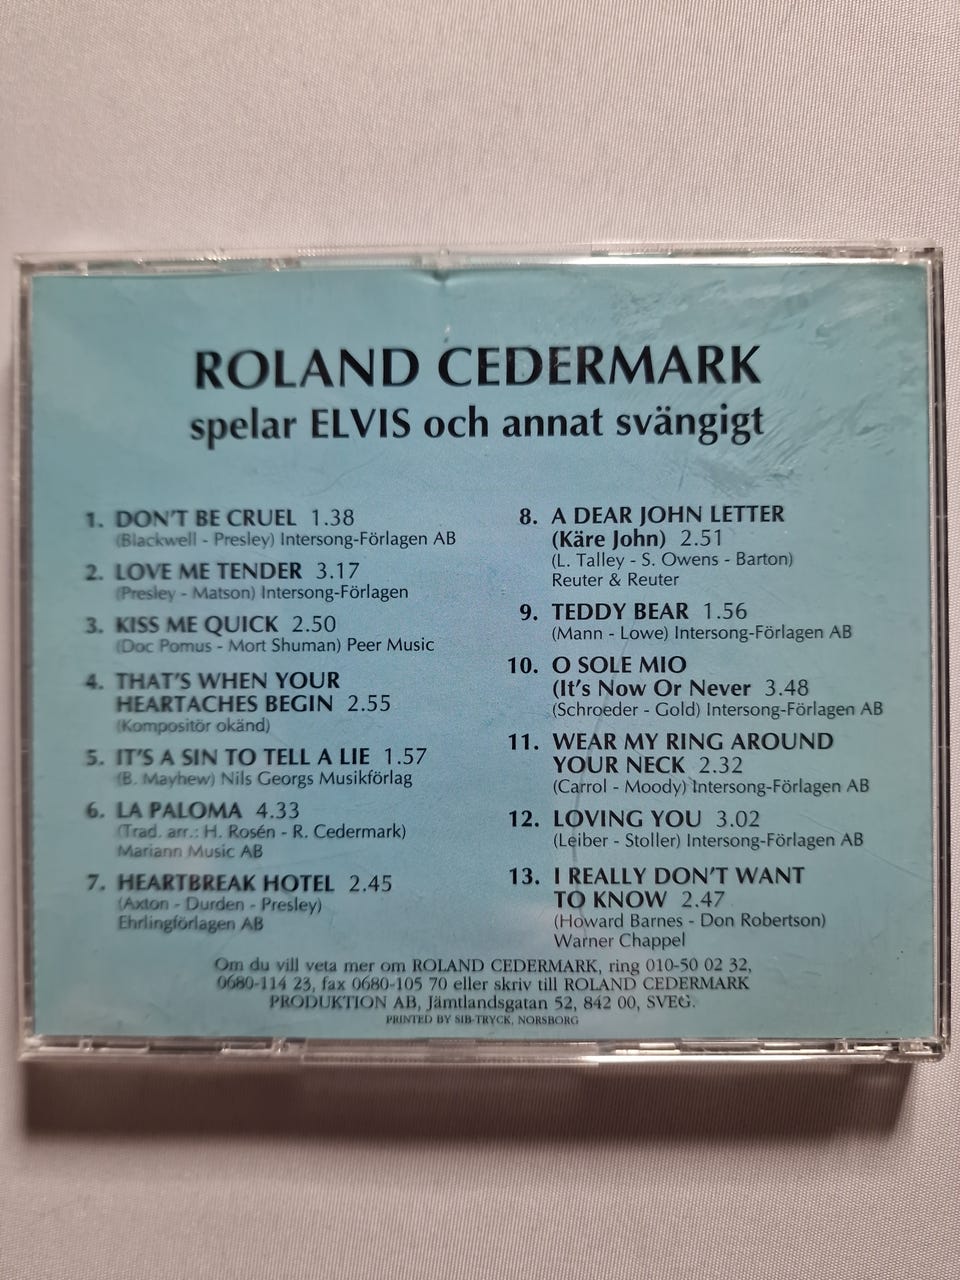 ROLAND CEDERMARK
spelar ELVIS och annat svängigt
1. DON'T BE CRUEL 1.38
(Blackwell - Presley) Intersong-Förlagen AB
2. LOVE ME TENDER 3.17
(Presley - Matson) Intersong-Förlagen
3. KISS ME QUICK 2.50
(Doc Pomus - Mort Shuman) Peer Music
4. THAT'S WHEN YOUR
HEARTACHES BEGIN 2.55
(Kompositör okänd)
5. IT'S A SIN TO TELL A LIE 1.57
(B. Mayhew) Nils Georgs Musikförlag
6. LA PALOMA 4.33
(Trad. arr.: H. Rosén - R. Cedermark)
Mariann Music AB
7. HEARTBREAK HOTEL 2.45
(Axton - Durden - Presley)
Ehrlingförlagen AB
8. A DEAR JOHN LETTER
(Käre John) 2.51
(L. Talley - S. Owens - Barton)
Reuter & Reuter
9. TEDDY BEAR 1.56
(Mann - Lowe) Intersong-Förlagen AB
10. O SOLE MIO
(It's Now Or Never 3.48
(Schroeder - Gold) Intersong-Förlagen AB
11. WEAR MY RING AROUND
YOUR NECK 2.32
(Carrol - Moody) Intersong-Förlagen AB
12. LOVING YOU 3.02
(Leiber - Stoller) Intersong-Förlagen AB
13. I REALLY DON'T WANT
TO KNOW 2.47
(Howard Barnes - Don Robertson)
Warner Chappel
Om du vill veta mer om ROLAND CEDERMARK, ring 010-50 02 32,
0680-114 23, fax 0680-105 70 eller skriv till ROLAND CEDERMARK
PRODUKTION AB, Jämtlandsgatan 52, 842 00, SVEG.
PRINTED BY SIB-TRYCK, NORSBORG